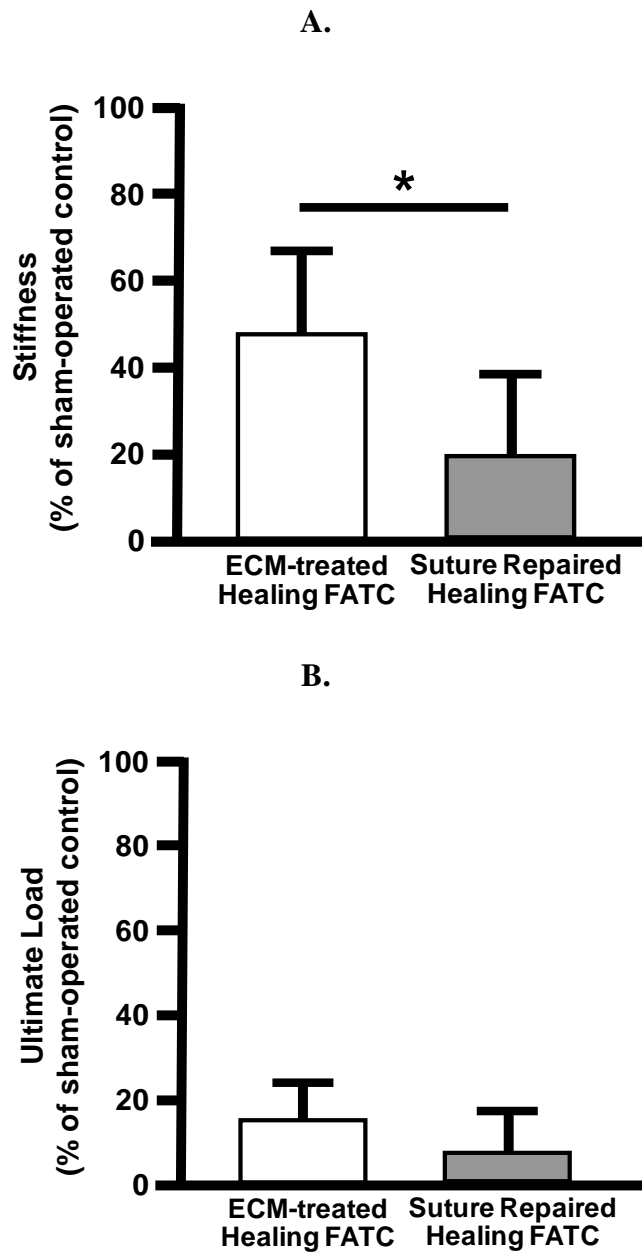 A.
Stiffness
(% of sham-operated control)
100
80
60
40
20
0
*
ECM-treated
Healing FATC
Suture Repaired
Healing FATC
B.
Ultimate Load
(% of sham-operated control)
100
80
60
40
20
0
ECM-treated
Healing FATC
Suture Repaired
Healing FATC